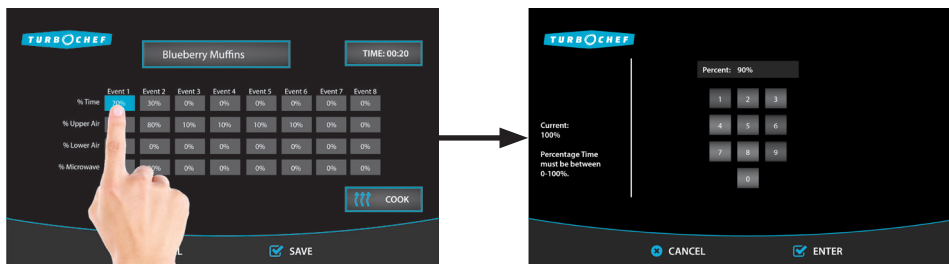 TURBOCHEF
Blueberry Muffins
TIME: 00:20
Event 1 Event 2 Event 3 Event 4 Event 5 Event 6 Event 7 Event 8
% Time 70% 30% 0% 0% 0% 0% 0% 0%
% Upper Air 80% 10% 10% 10% 10% 0% 0%
% Lower Air 0% 0% 0% 0% 0% 0% 0%
% Microwave 0% 0% 0% 0% 0% 0%
COOK
SAVE
TURBOCHEF
Percent: 90%
1 2 3
4 5 6
7 8 9
0
Current:
100%
Percentage Time
must be between
0-100%.
CANCEL
ENTER